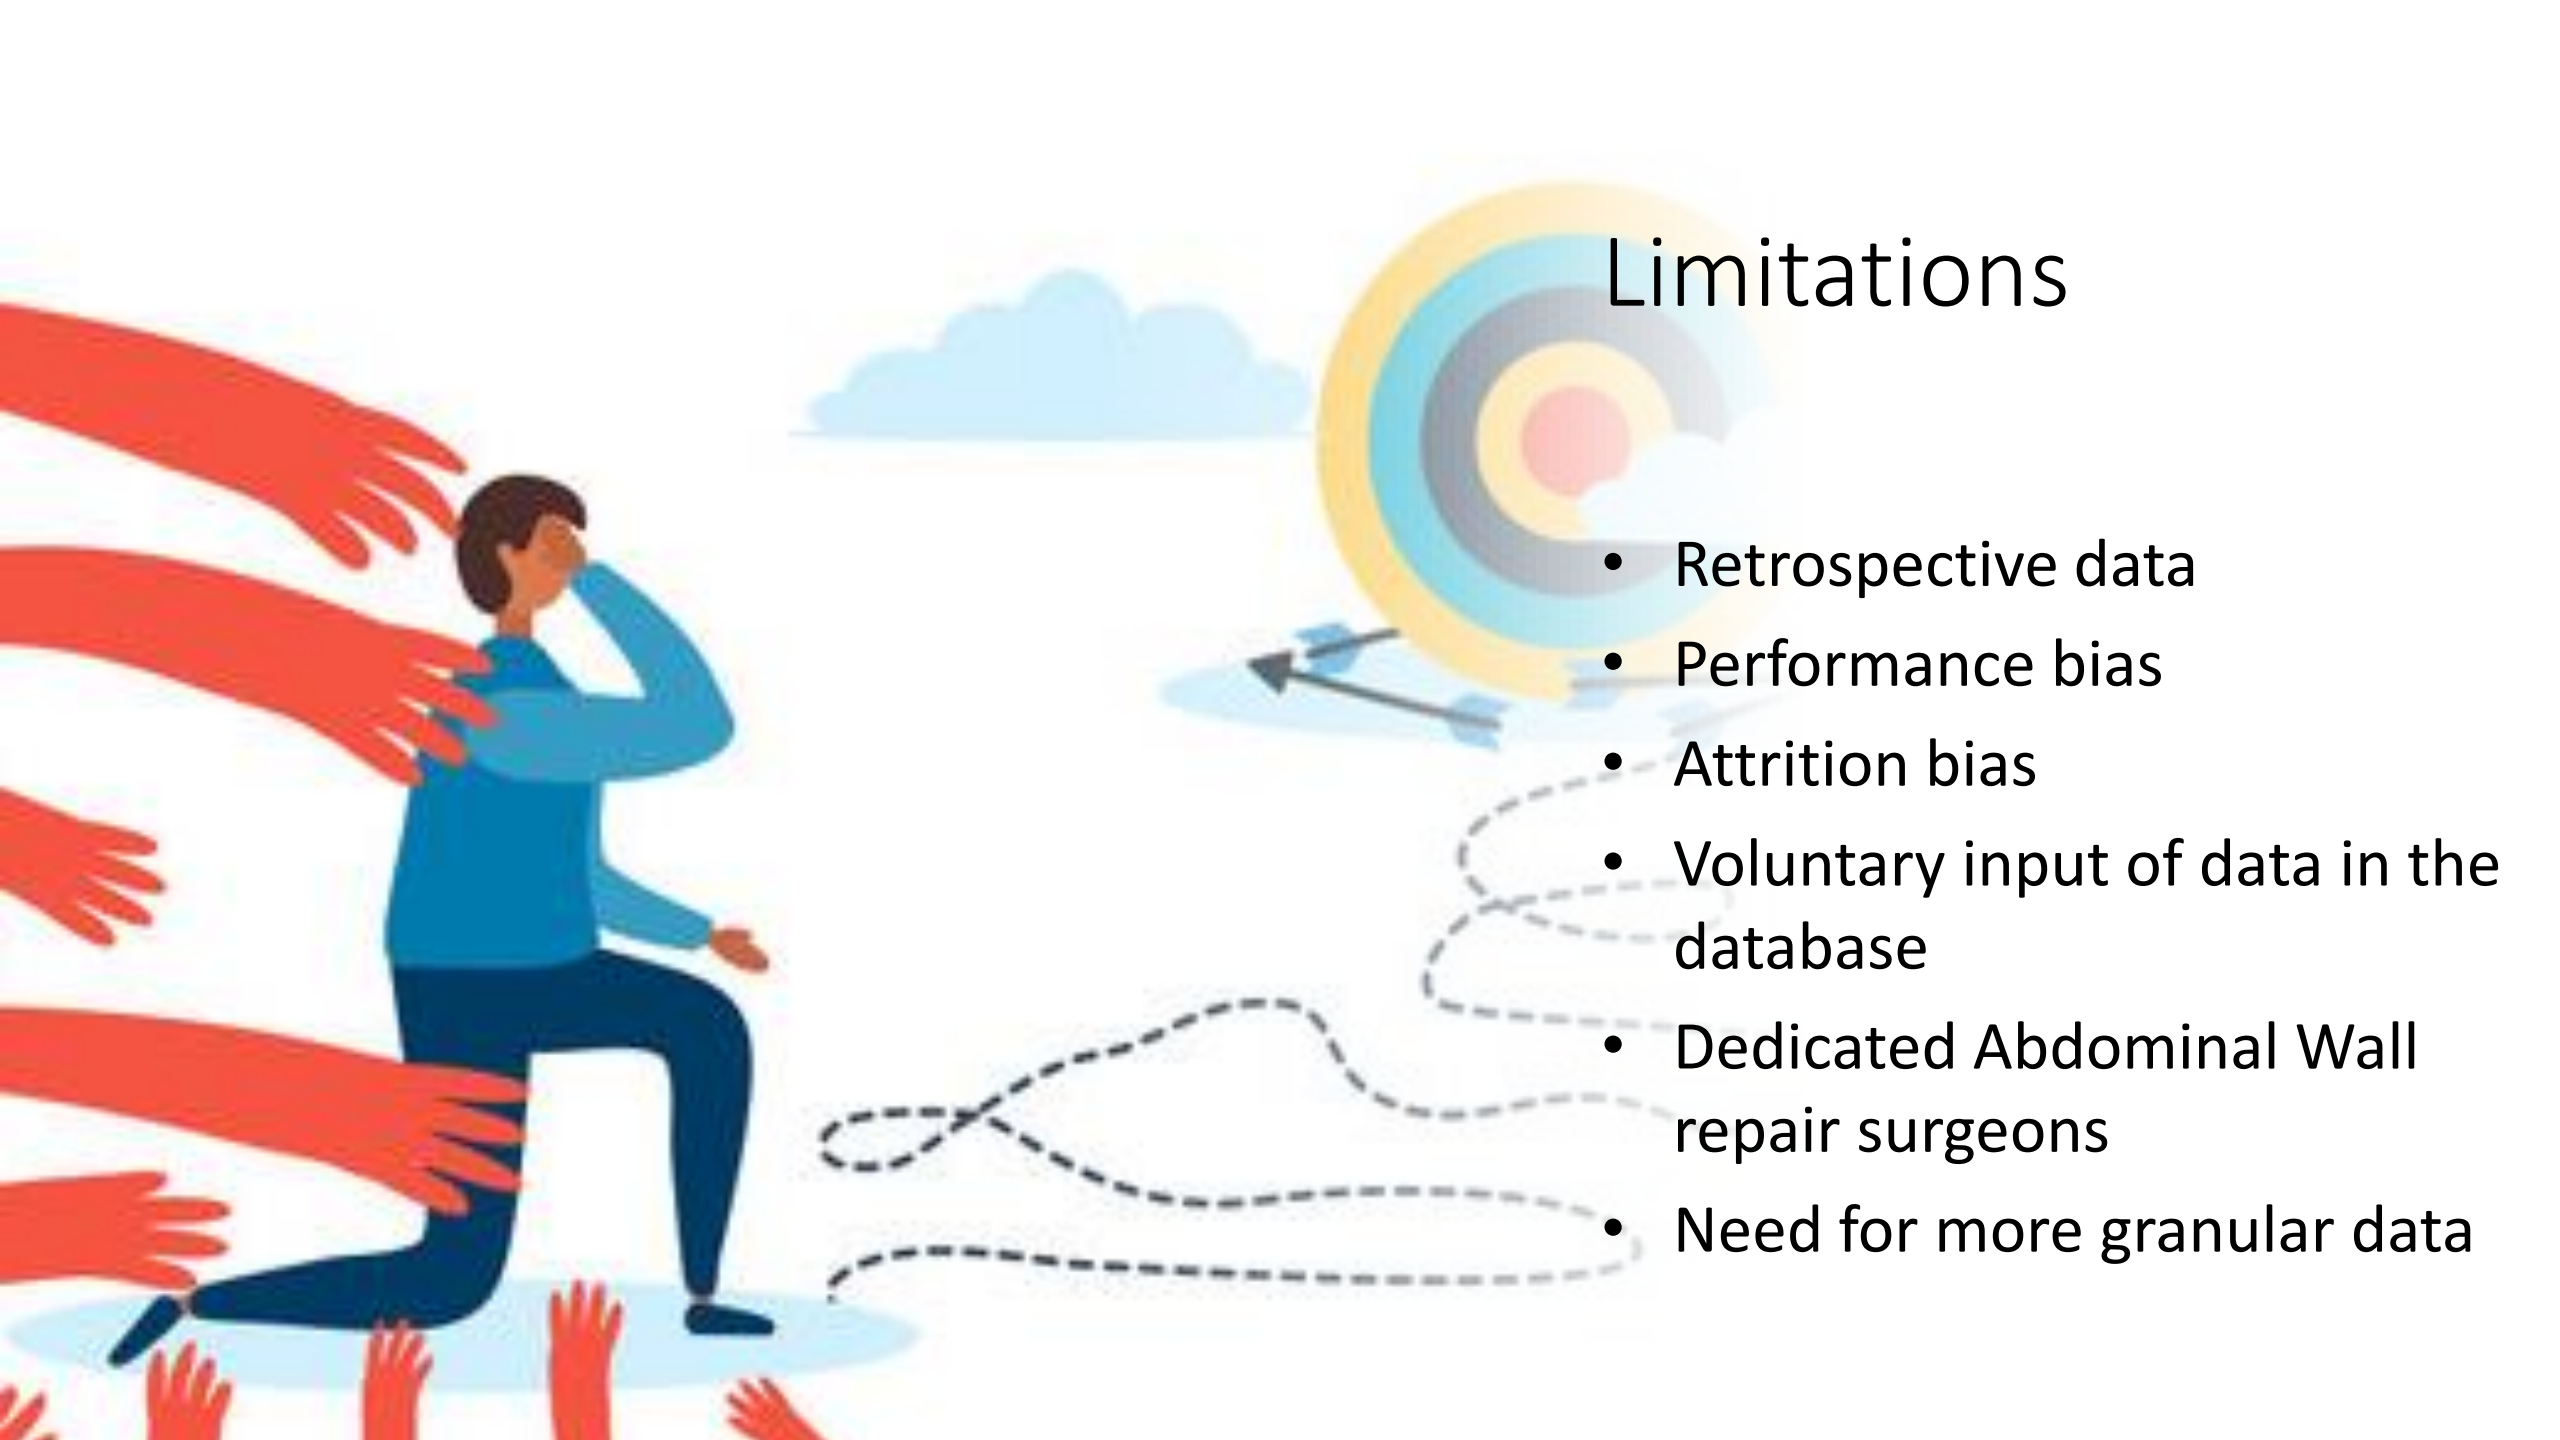 Limitations
• Retrospective data
• Performance bias
• Attrition bias
• Voluntary input of data in the
database
• Dedicated Abdominal Wall
repair surgeons
• Need for more granular data